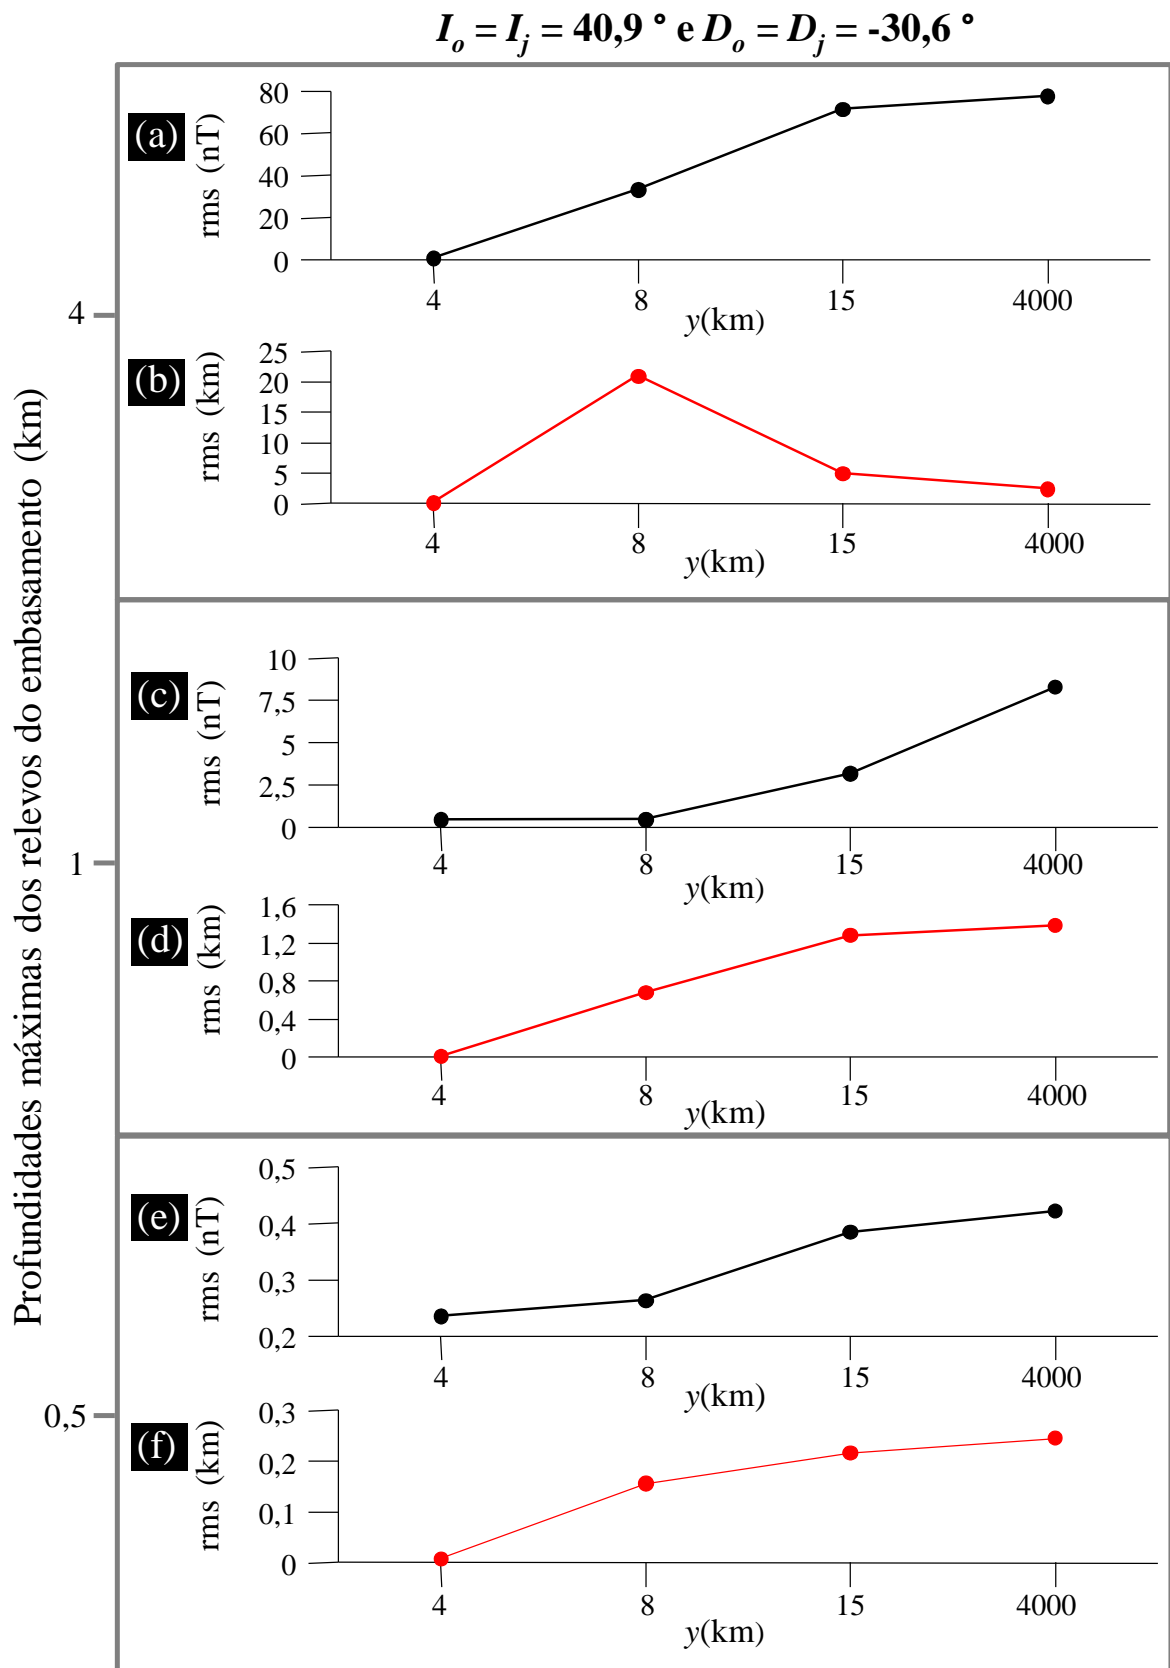 I_o = I_j = 40,9 ° e D_o = D_j = -30,6 °
Profundidades máximas dos relevos do embasamento (km)
4
(a)
rms (nT)
80
60
40
20
0
4 8 15 4000
y(km)
(b)
rms (km)
25
20
15
10
5
0
4 8 15 4000
y(km)
1
(c)
rms (nT)
10
7,5
5
2,5
0
4 8 15 4000
y(km)
(d)
rms (km)
1,6
1,2
0,8
0,4
0
4 8 15 4000
y(km)
0,5
(e)
rms (nT)
0,5
0,4
0,3
0,2
4 8 15 4000
y(km)
(f)
rms (km)
0,3
0,2
0,1
0
4 8 15 4000
y(km)